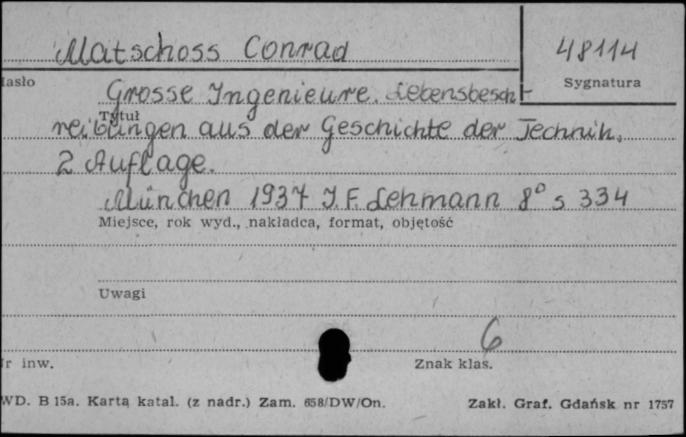 Matschoss Conrad
48114
Hasło
Sygnatura
Grosse Ingenieure. Lebensbesch-
Tytuł
reibungen aus der Geschichte der Technik.
2 Auflage.
München 1937 J. F. Lehmann 8° s 334
Miejsce, rok wyd., nakładca, format, objętość
Uwagi
6
Nr inw.
Znak klas.
WD. B 15a. Karta katal. (z nadr.) Zam. 658/DW/On.
Zakł. Graf. Gdańsk nr 1757